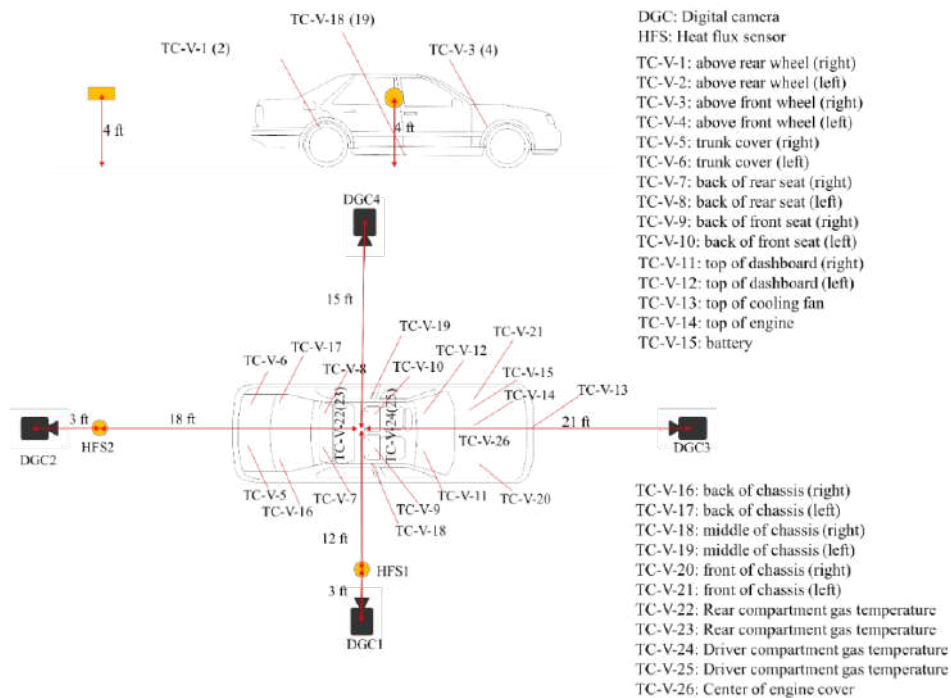 TC-V-18 (19)
TC-V-1 (2)
TC-V-3 (4)
4 ft
4 ft
DGC: Digital camera
HFS: Heat flux sensor
TC-V-1: above rear wheel (right)
TC-V-2: above rear wheel (left)
TC-V-3: above front wheel (right)
TC-V-4: above front wheel (left)
TC-V-5: trunk cover (right)
TC-V-6: trunk cover (left)
TC-V-7: back of rear seat (right)
TC-V-8: back of rear seat (left)
TC-V-9: back of front seat (right)
TC-V-10: back of front seat (left)
TC-V-11: top of dashboard (right)
TC-V-12: top of dashboard (left)
TC-V-13: top of cooling fan
TC-V-14: top of engine
TC-V-15: battery
DGC4
15 ft
TC-V-19
TC-V-21
TC-V-17
TC-V-12
TC-V-6
TC-V-8
TC-V-10
TC-V-15
TC-V-13
TC-V-14
TC-V-22(23)
TC-V-24(25)
3 ft
18 ft
21 ft
TC-V-26
HFS2
DGC2
DGC3
TC-V-5
TC-V-7
TC-V-11
TC-V-20
TC-V-16
TC-V-9
TC-V-18
12 ft
HFS1
3 ft
DGC1
TC-V-16: back of chassis (right)
TC-V-17: back of chassis (left)
TC-V-18: middle of chassis (right)
TC-V-19: middle of chassis (left)
TC-V-20: front of chassis (right)
TC-V-21: front of chassis (left)
TC-V-22: Rear compartment gas temperature
TC-V-23: Rear compartment gas temperature
TC-V-24: Driver compartment gas temperature
TC-V-25: Driver compartment gas temperature
TC-V-26: Center of engine cover